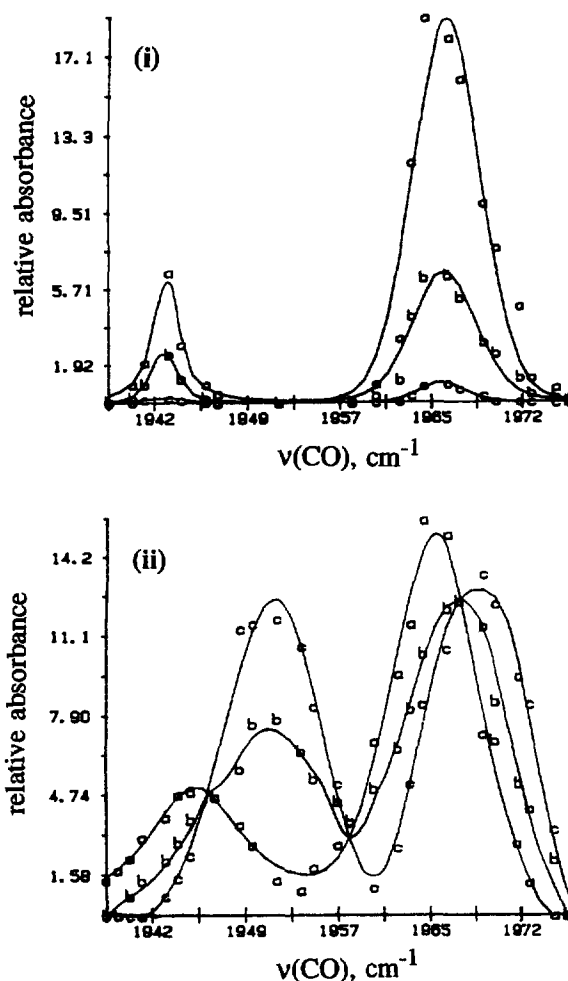 (i)
relative absorbance
17.1
13.3
9.51
5.71
1.92
1942 1949 1957 1965 1972
ν(CO), cm-1
a
b
c
(ii)
relative absorbance
14.2
11.1
7.90
4.74
1.58
1942 1949 1957 1965 1972
ν(CO), cm-1
a
b
c